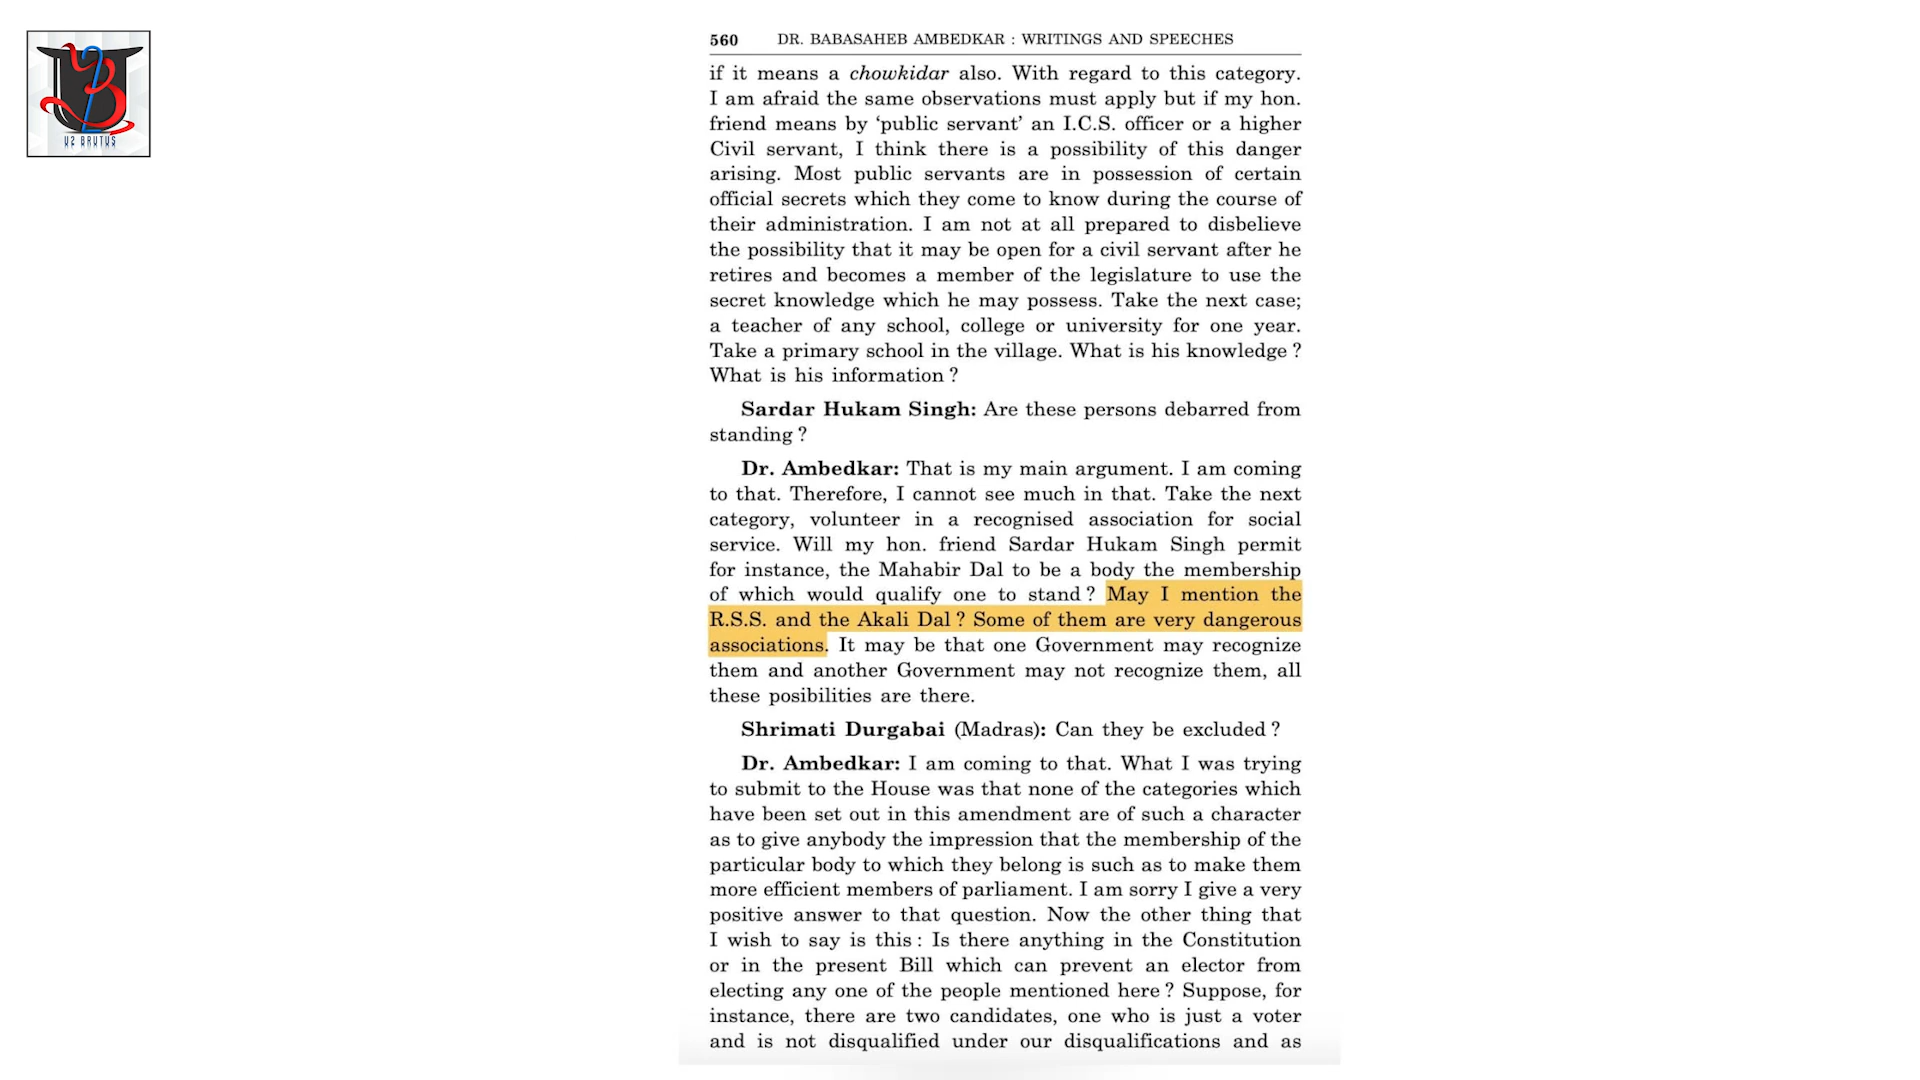 U2 BRUTUS
560 DR. BABASAHEB AMBEDKAR : WRITINGS AND SPEECHES
if it means a chowkidar also. With regard to this category.
I am afraid the same observations must apply but if my hon.
friend means by ‘public servant’ an I.C.S. officer or a higher
Civil servant, I think there is a possibility of this danger
arising. Most public servants are in possession of certain
official secrets which they come to know during the course of
their administration. I am not at all prepared to disbelieve
the possibility that it may be open for a civil servant after he
retires and becomes a member of the legislature to use the
secret knowledge which he may possess. Take the next case;
a teacher of any school, college or university for one year.
Take a primary school in the village. What is his knowledge ?
What is his information ?
Sardar Hukam Singh: Are these persons debarred from
standing ?
Dr. Ambedkar: That is my main argument. I am coming
to that. Therefore, I cannot see much in that. Take the next
category, volunteer in a recognised association for social
service. Will my hon. friend Sardar Hukam Singh permit
for instance, the Mahabir Dal to be a body the membership
of which would qualify one to stand ? May I mention the
R.S.S. and the Akali Dal ? Some of them are very dangerous
associations. It may be that one Government may recognize
them and another Government may not recognize them, all
these posibilities are there.
Shrimati Durgabai (Madras): Can they be excluded ?
Dr. Ambedkar: I am coming to that. What I was trying
to submit to the House was that none of the categories which
have been set out in this amendment are of such a character
as to give anybody the impression that the membership of the
particular body to which they belong is such as to make them
more efficient members of parliament. I am sorry I give a very
positive answer to that question. Now the other thing that
I wish to say is this : Is there anything in the Constitution
or in the present Bill which can prevent an elector from
electing any one of the people mentioned here ? Suppose, for
instance, there are two candidates, one who is just a voter
and is not disqualified under our disqualifications and as